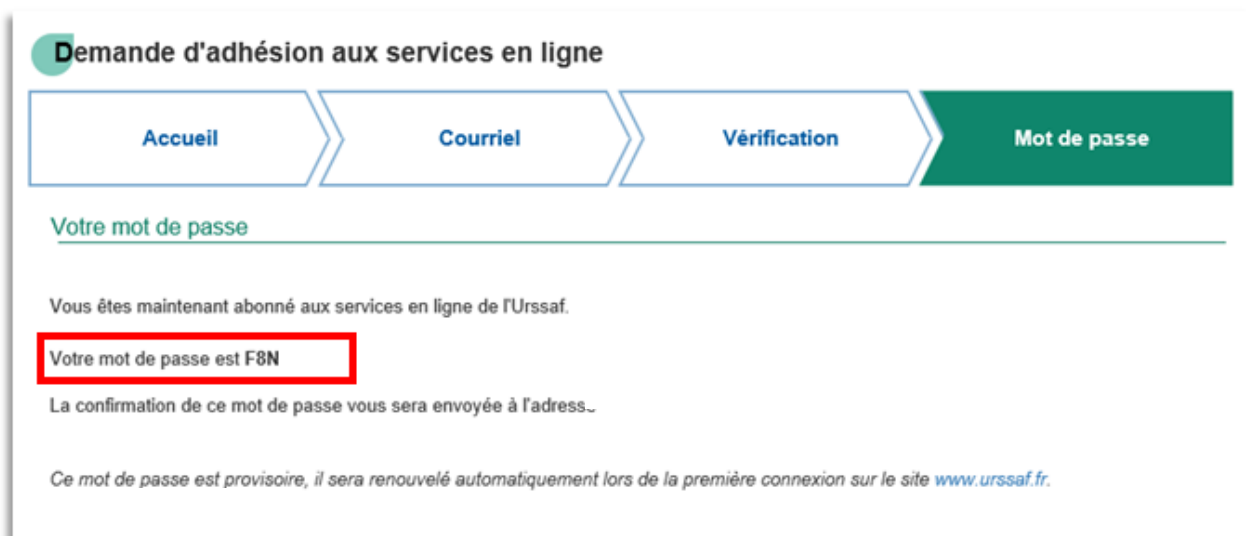 Demande d'adhésion aux services en ligne
Accueil
Courriel
Vérification
Mot de passe
Votre mot de passe
Vous êtes maintenant abonné aux services en ligne de l'Urssaf.
Votre mot de passe est F8N
La confirmation de ce mot de passe vous sera envoyée à l'adress
Ce mot de passe est provisoire, il sera renouvelé automatiquement lors de la première connexion sur le site www.urssaf.fr.